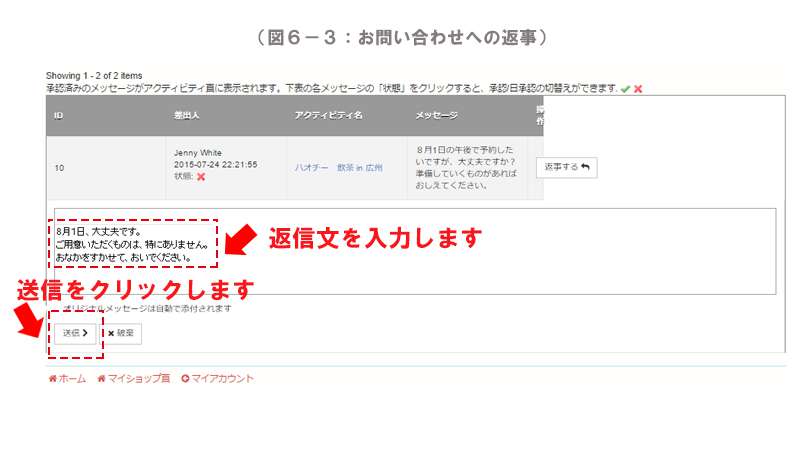 （図６－３：お問い合わせへの返事）
Showing 1 - 2 of 2 items
承認済みのメッセージがアクティビティ頁に表示されます。下表の名メッセージの「状態」をクリックすると、承認/日承認の切替えができます.
ID 差出人 アクティビティ名 メッセージ 操作
10
Jenny White
2015-07-24 22:21:55
状態:
ハオチー 飲茶 in 広州
８月1日の午後で予約した
いですが、大丈夫ですか？
準備していくものがあれば
おしえてください。
返事する
8月1日、大丈夫です。
ご用意いただくものは、特にありません。
おなかをすかせて、おいでください。
返信文を入力します
送信をクリックします
オリジナルメッセージは自動で添付されます
送信 破棄
ホーム マイショップ頁 マイアカウント